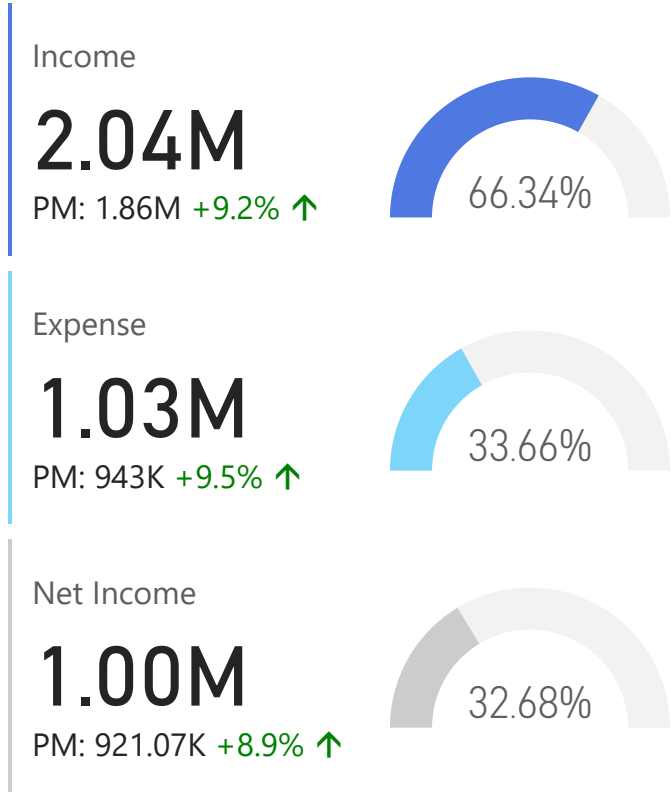 Income
2.04M
PM: 1.86M +9.2% ↑
66.34%
Expense
1.03M
PM: 943K +9.5% ↑
33.66%
Net Income
1.00M
PM: 921.07K +8.9% ↑
32.68%